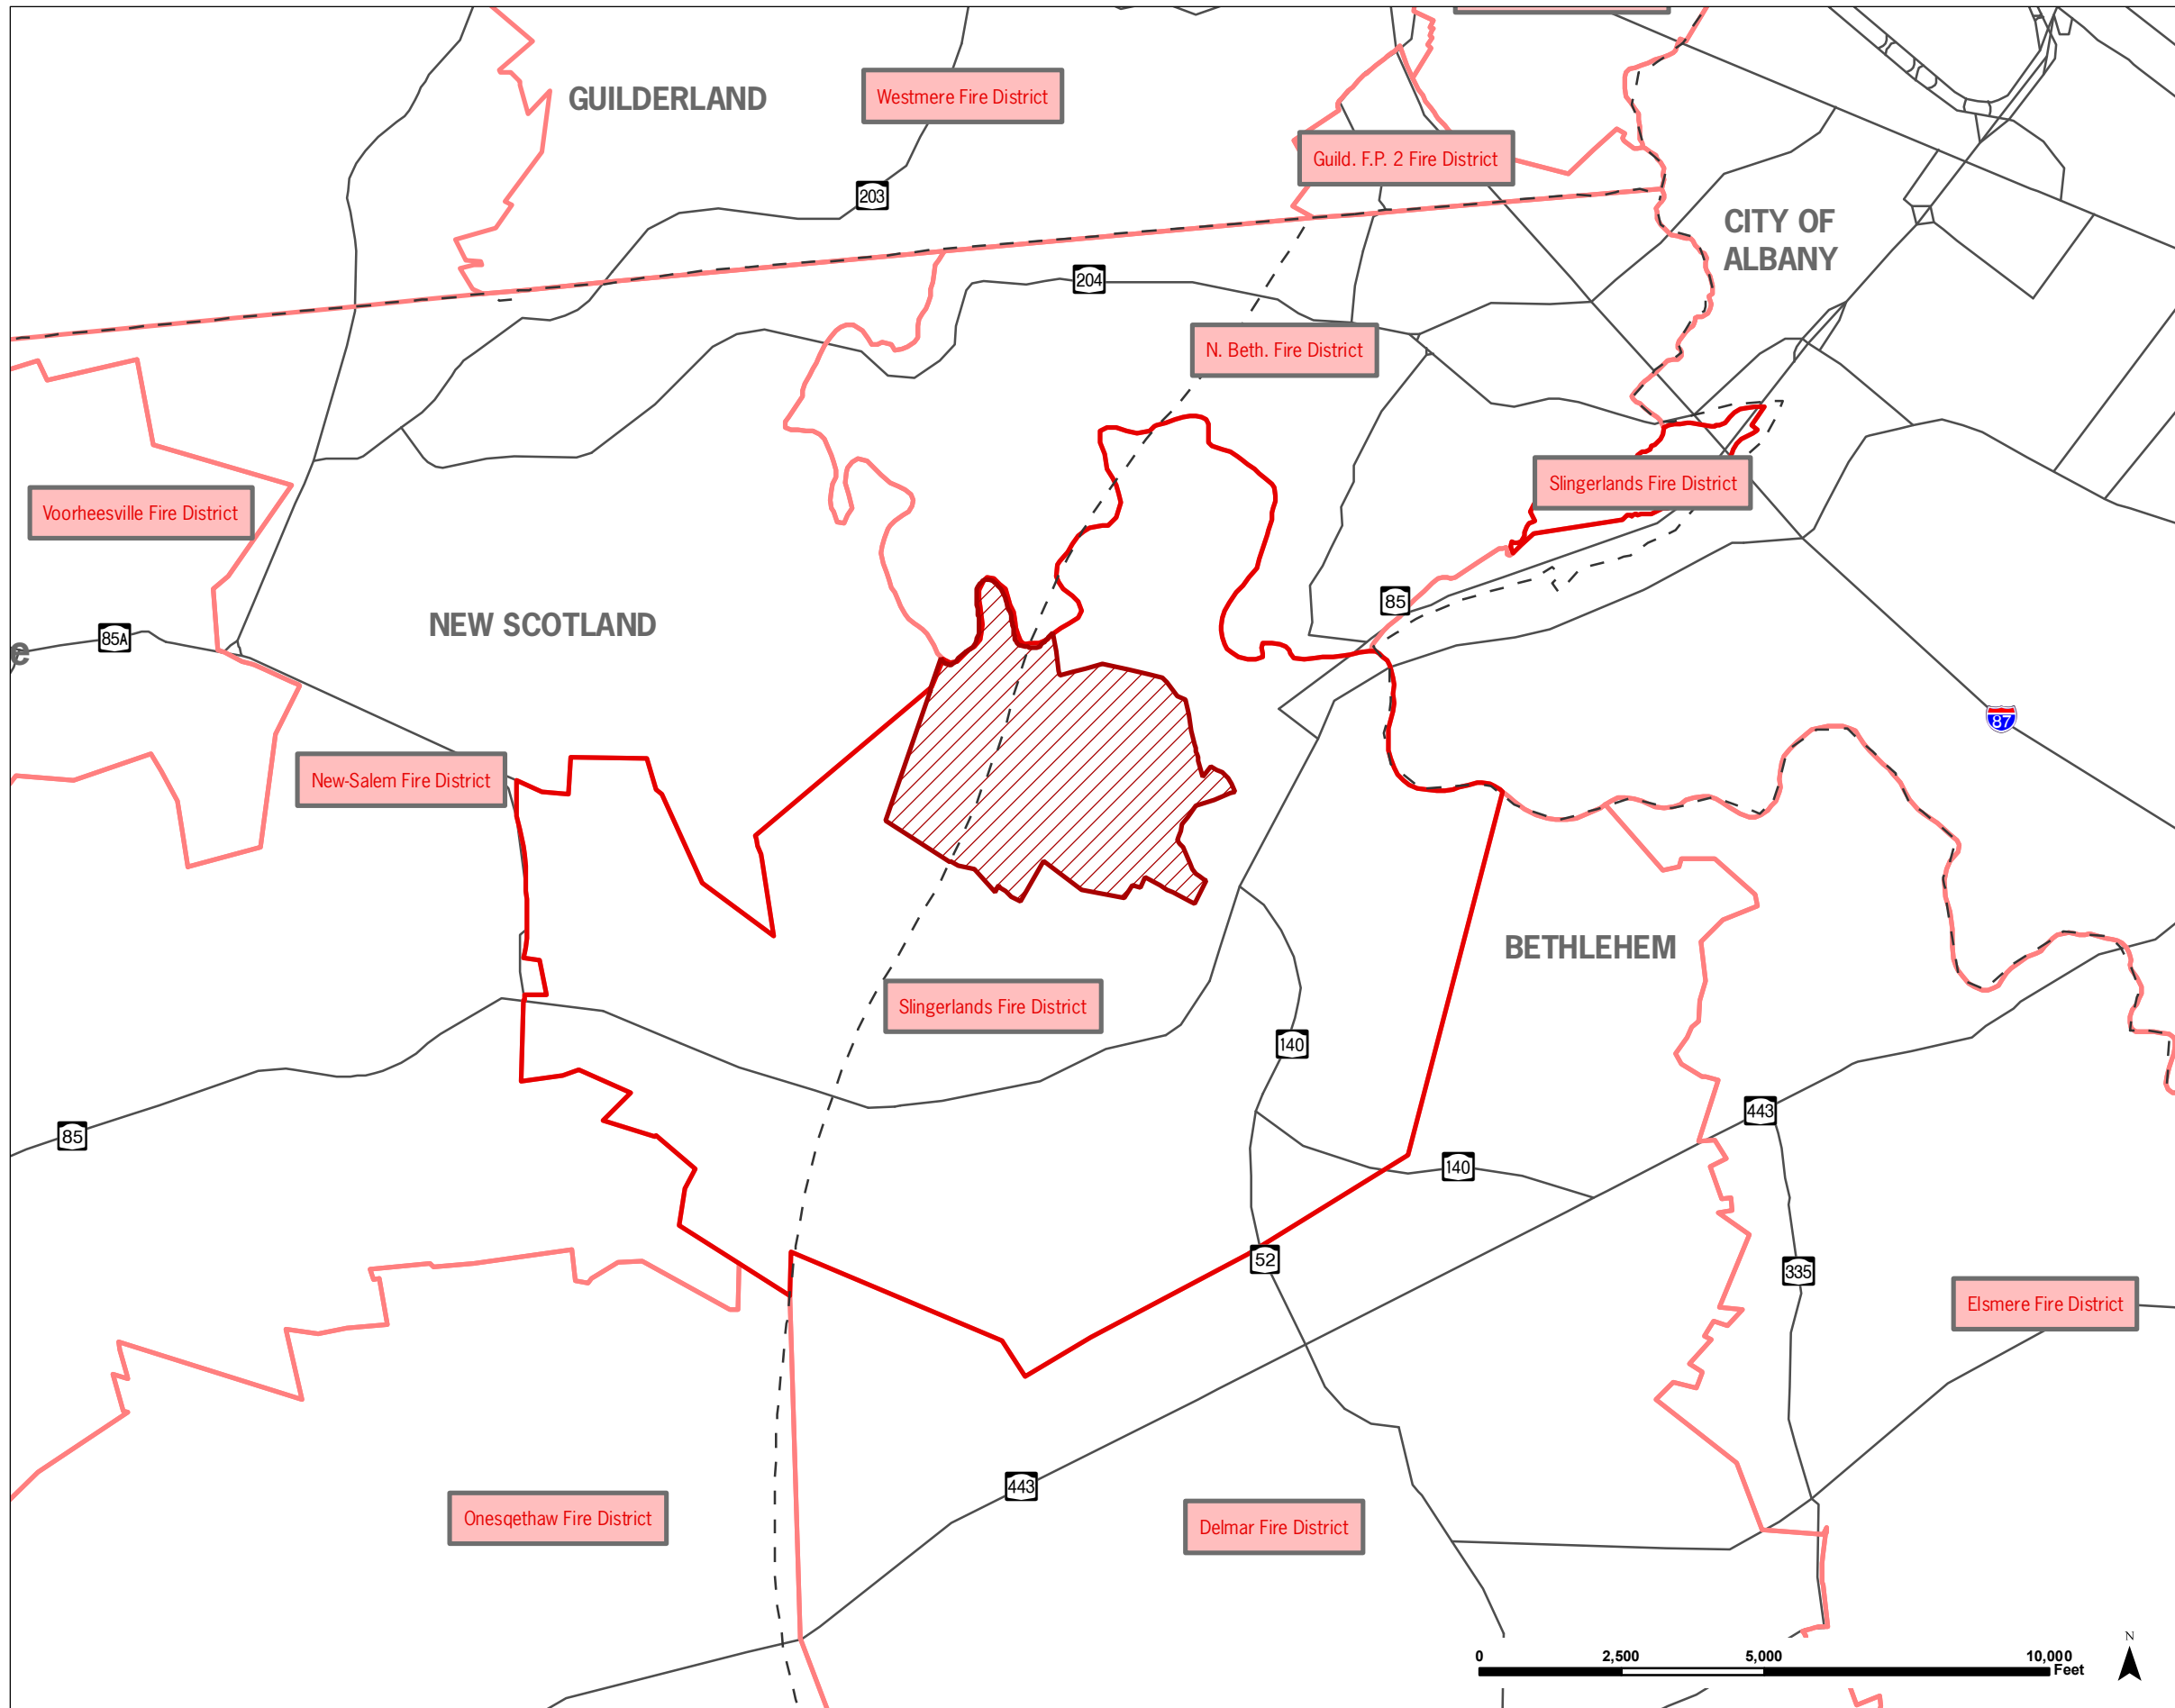 GUILDERLAND
Westmere Fire District
Guild. F.P. 2 Fire District
203
CITY OF
ALBANY
204
N. Beth. Fire District
Slingerlands Fire District
Voorheesville Fire District
85
NEW SCOTLAND
85A
e
87
New-Salem Fire District
BETHLEHEM
Slingerlands Fire District
140
443
85
140
52
335
Elsmere Fire District
443
Onesqethaw Fire District
Delmar Fire District
N
0 2,500 5,000 10,000
Feet